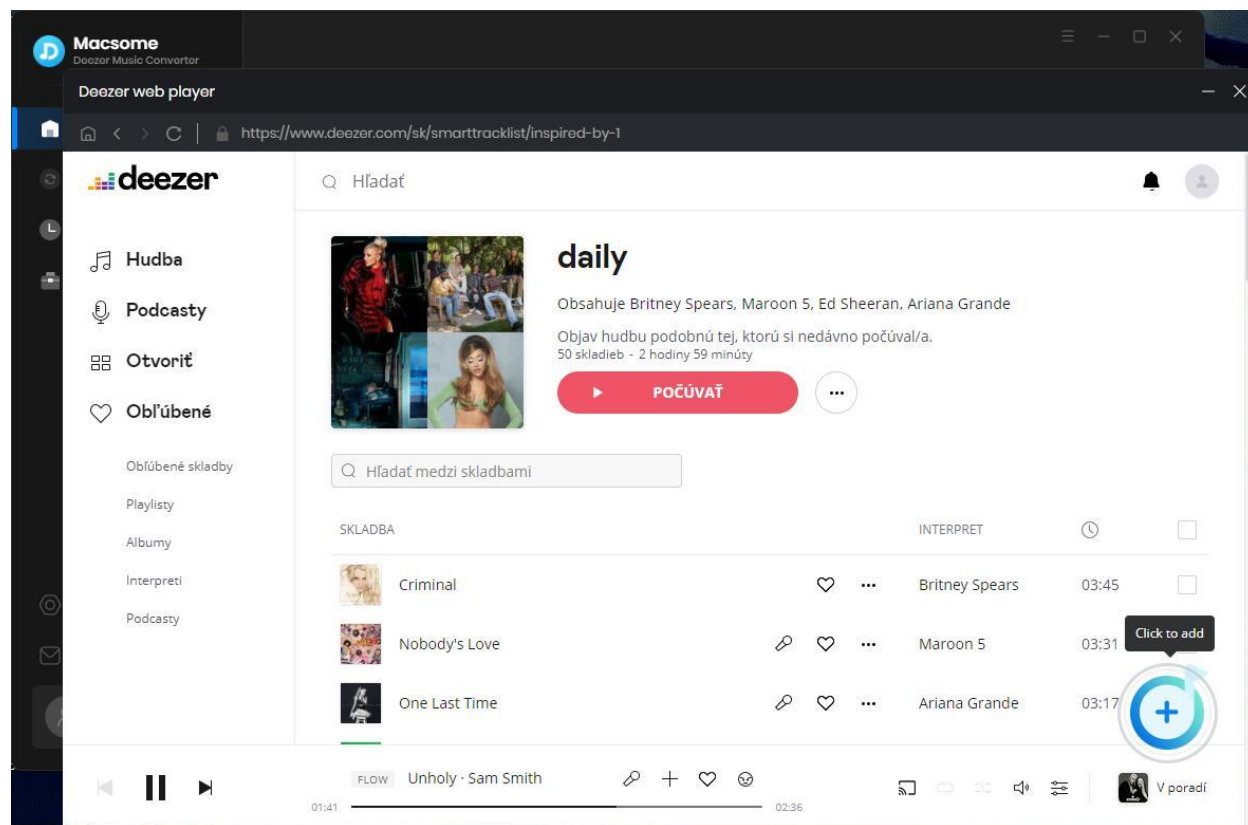 Macsome
Deezer Music Converter
Deezer web player
https://www.deezer.com/sk/smarttracklist/inspired-by-1
deezer
Hľadať
Hudba
Podcasty
Otvoriť
Obľúbené
Obľúbené skladby
Playlisty
Albumy
Interpreti
Podcasty
daily
Obsahuje Britney Spears, Maroon 5, Ed Sheeran, Ariana Grande
Objav hudbu podobnú tej, ktorú si nedávno počúval/a.
50 skladieb - 2 hodiny 59 minúty
POČÚVAŤ
Hľadať medzi skladbami
SKLADBA INTERPRET
Criminal Britney Spears 03:45
Nobody's Love Maroon 5 03:31
Click to add
One Last Time Ariana Grande 03:17
FLOW Unholy · Sam Smith
01:41 02:36
V poradí